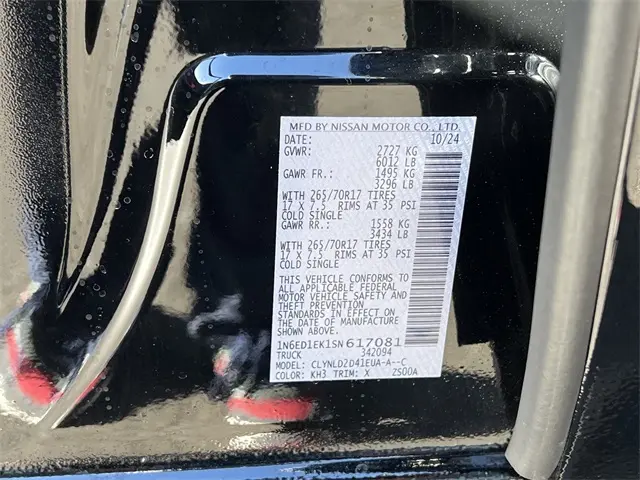 MFD BY NISSAN MOTOR CO., LTD.
DATE: 10/24
GVWR: 2727 KG
6012 LB
GAWR FR.: 1495 KG
3296 LB
WITH 265/70R17 TIRES
17 X 7.5 RIMS AT 35 PSI
COLD SINGLE
GAWR RR.: 1558 KG
3434 LB
WITH 265/70R17 TIRES
17 X 7.5 RIMS AT 35 PSI
COLD SINGLE
THIS VEHICLE CONFORMS TO
ALL APPLICABLE FEDERAL
MOTOR VEHICLE SAFETY AND
THEFT PREVENTION
STANDARDS IN EFFECT ON
THE DATE OF MANUFACTURE
SHOWN ABOVE.
1N6ED1EK1SN617081
TRUCK 342094
MODEL: CLYNLD2D41EUA-A--C
COLOR: KH3 TRIM: X ZS00A